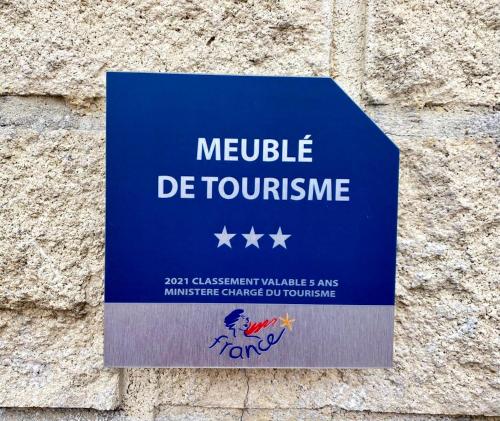 MEUBLÉ
DE TOURISME
2021 CLASSEMENT VALABLE 5 ANS
MINISTERE CHARGÉ DU TOURISME
france